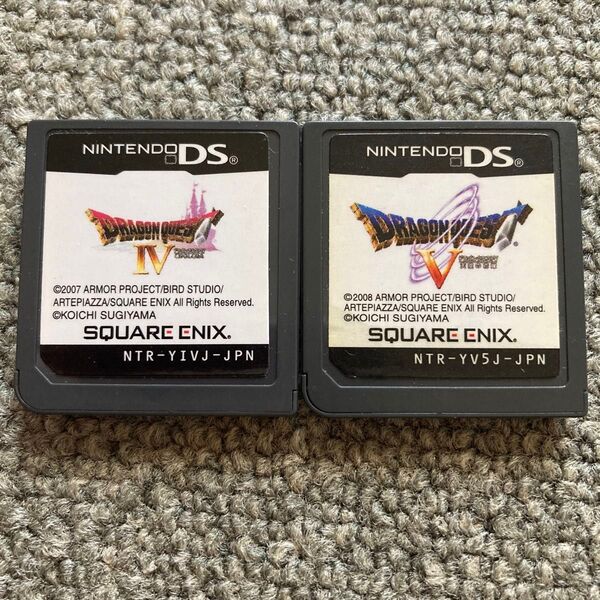 NINTENDO DS®
DRAGON QUEST
IV
©2007 ARMOR PROJECT/BIRD STUDIO/
ARTEPIAZZA/SQUARE ENIX All Rights Reserved.
©KOICHI SUGIYAMA
SQUARE ENIX.
NTR-YIVJ-JPN
NINTENDO DS®
DRAGON QUEST
V
©2008 ARMOR PROJECT/BIRD STUDIO/
ARTEPIAZZA/SQUARE ENIX All Rights Reserved.
©KOICHI SUGIYAMA
SQUARE ENIX.
NTR-YV5J-JPN